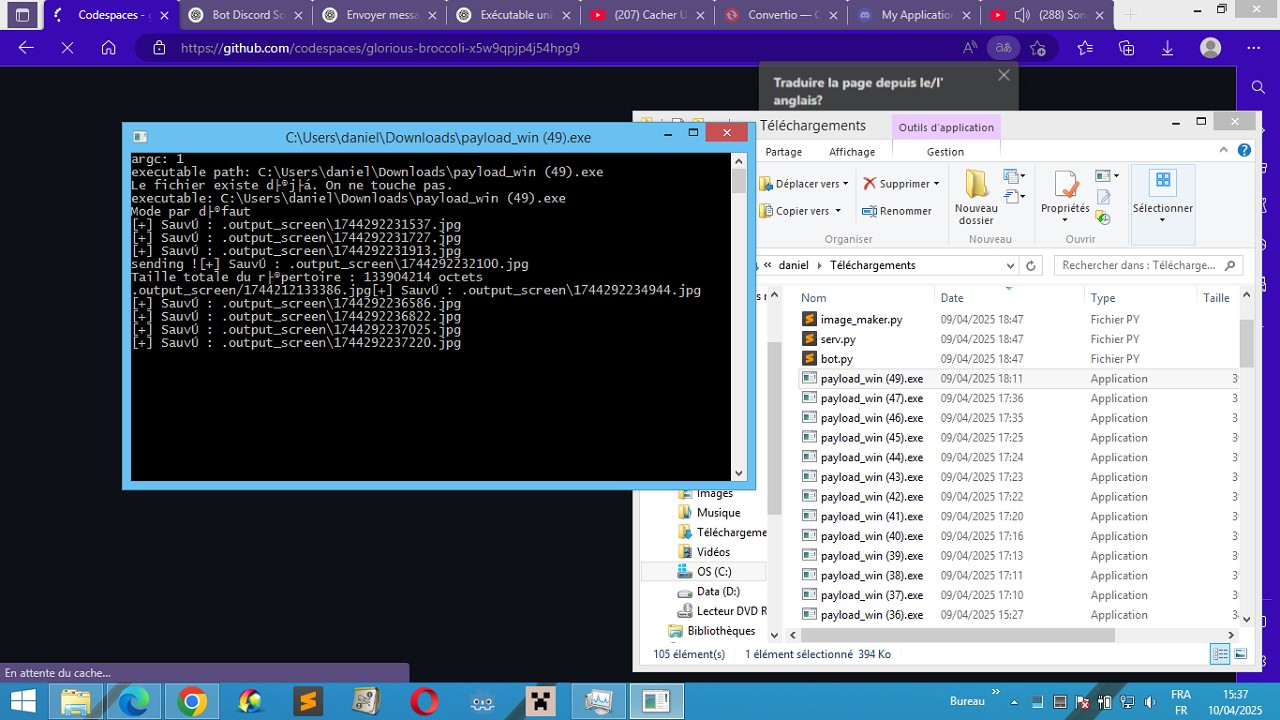 Codespaces - g
Bot Discord So
Envoyer messa
Exécutable uni
(207) Cacher U
Convertio — C
My Application
(288) Son
https://github.com/codespaces/glorious-broccoli-x5w9qpjp4j54hpg9
Traduire la page depuis le/l'
anglais?
C:\Users\daniel\Downloads\payload_win (49).exe
argc: 1
executable path: C:\Users\daniel\Downloads\payload_win (49).exe
Le fichier existe d├®j├á. On ne touche pas.
executable: C:\Users\daniel\Downloads\payload_win (49).exe
Mode par d├®faut
[+] SauvÚ : .output_screen\1744292231537.jpg
[+] SauvÚ : .output_screen\1744292231727.jpg
[+] SauvÚ : .output_screen\1744292231913.jpg
sending ![+] SauvÚ : .output_screen\1744292232100.jpg
Taille totale du r├®pertoire : 133904214 octets
.output_screen/1744212133386.jpg[+] SauvÚ : .output_screen\1744292234944.jpg
[+] SauvÚ : .output_screen\1744292236586.jpg
[+] SauvÚ : .output_screen\1744292236822.jpg
[+] SauvÚ : .output_screen\1744292237025.jpg
[+] SauvÚ : .output_screen\1744292237220.jpg
Téléchargements
Outils d'application
Partage Affichage Gestion
Déplacer vers Supprimer
Copier vers Renommer
Nouveau
dossier
Propriétés
Sélectionner
Organiser Nouveau Ouvrir
« daniel Téléchargements
Rechercher dans : Télécharge...
Nom Date Type Taille
image_maker.py 09/04/2025 18:47 Fichier PY
serv.py 09/04/2025 18:47 Fichier PY
bot.py 09/04/2025 18:47 Fichier PY
payload_win (49).exe 09/04/2025 18:11 Application 3
payload_win (47).exe 09/04/2025 17:36 Application 3
payload_win (46).exe 09/04/2025 17:35 Application 3
payload_win (45).exe 09/04/2025 17:25 Application 3
payload_win (44).exe 09/04/2025 17:24 Application 3
payload_win (43).exe 09/04/2025 17:23 Application 3
payload_win (42).exe 09/04/2025 17:22 Application 3
payload_win (41).exe 09/04/2025 17:20 Application 3
payload_win (40).exe 09/04/2025 17:16 Application 3
payload_win (39).exe 09/04/2025 17:13 Application 3
payload_win (38).exe 09/04/2025 17:11 Application 3
payload_win (37).exe 09/04/2025 17:10 Application 3
payload_win (36).exe 09/04/2025 15:27 Application 3
Images
Musique
Téléchargeme
Vidéos
OS (C:)
Data (D:)
Lecteur DVD R
Bibliothèques
105 élément(s) 1 élément sélectionné 394 Ko
En attente du cache...
Bureau
FRA
FR
15:37
10/04/2025